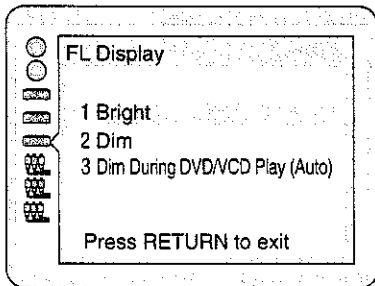 FL Display
1 Bright
2 Dim
3 Dim During DVD/VCD Play (Auto)
Press RETURN to exit